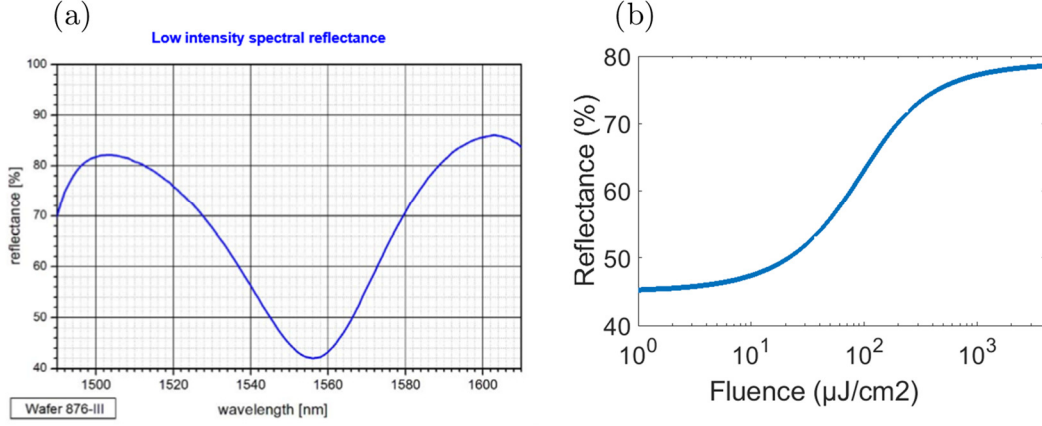 (a)
Low intensity spectral reflectance
100
90
80
70
60
50
40
reflectance [%]
1500 1520 1540 1560 1580 1600
wavelength [nm]
Wafer 876-III
(b)
80
70
60
50
40
Reflectance (%)
10^0 10^1 10^2 10^3
Fluence (μJ/cm2)